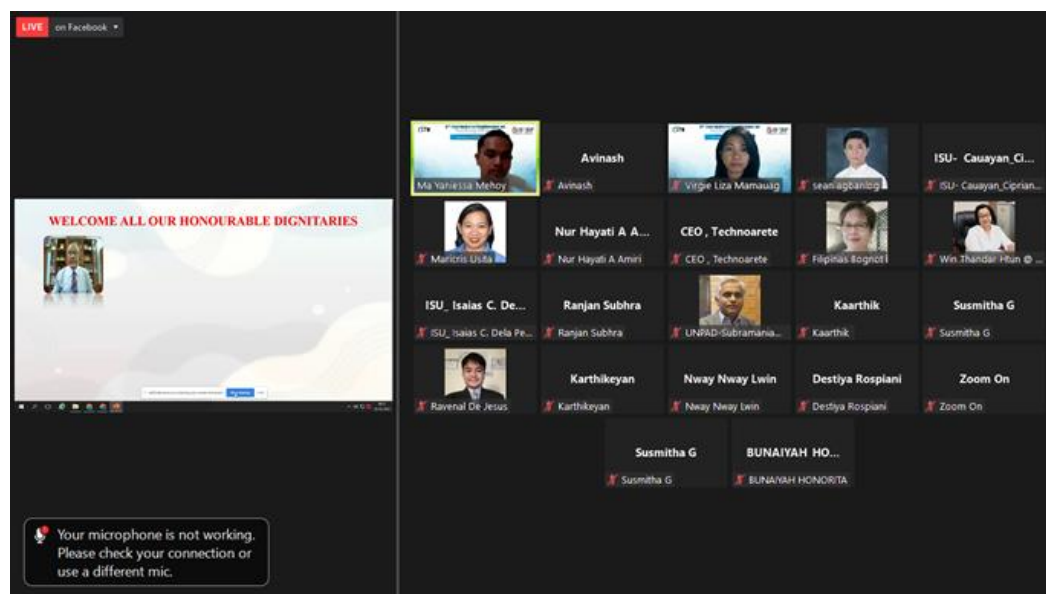 LIVE on Facebook
WELCOME ALL OUR HONOURABLE DIGNITARIES
Your microphone is not working.
Please check your connection or
use a different mic.
Ma Yaniessa Mehoy
Avinash
Avinash
Virgie Liza Mamauag
sean agbanlog
ISU- Cauayan_Ci...
ISU- Cauayan_Ciprian...
Maricris Usita
Nur Hayati A A...
Nur Hayati A Amiri
CEO , Technoarete
CEO , Technoarete
Filipinas Bognot
Win Thandar Htun @ ...
ISU_ Isaias C. De...
ISU_ Isaias C. Dela Pe...
Ranjan Subhra
Ranjan Subhra
UNPAD-Subramania...
Kaarthik
Kaarthik
Susmitha G
Susmitha G
Ravenal De Jesus
Karthikeyan
Karthikeyan
Nway Nway Lwin
Nway Nway Lwin
Destiya Rospiani
Destiya Rospiani
Zoom On
Zoom On
Susmitha G
Susmitha G
BUNAIYAH HO...
BUNAIYAH HONORITA